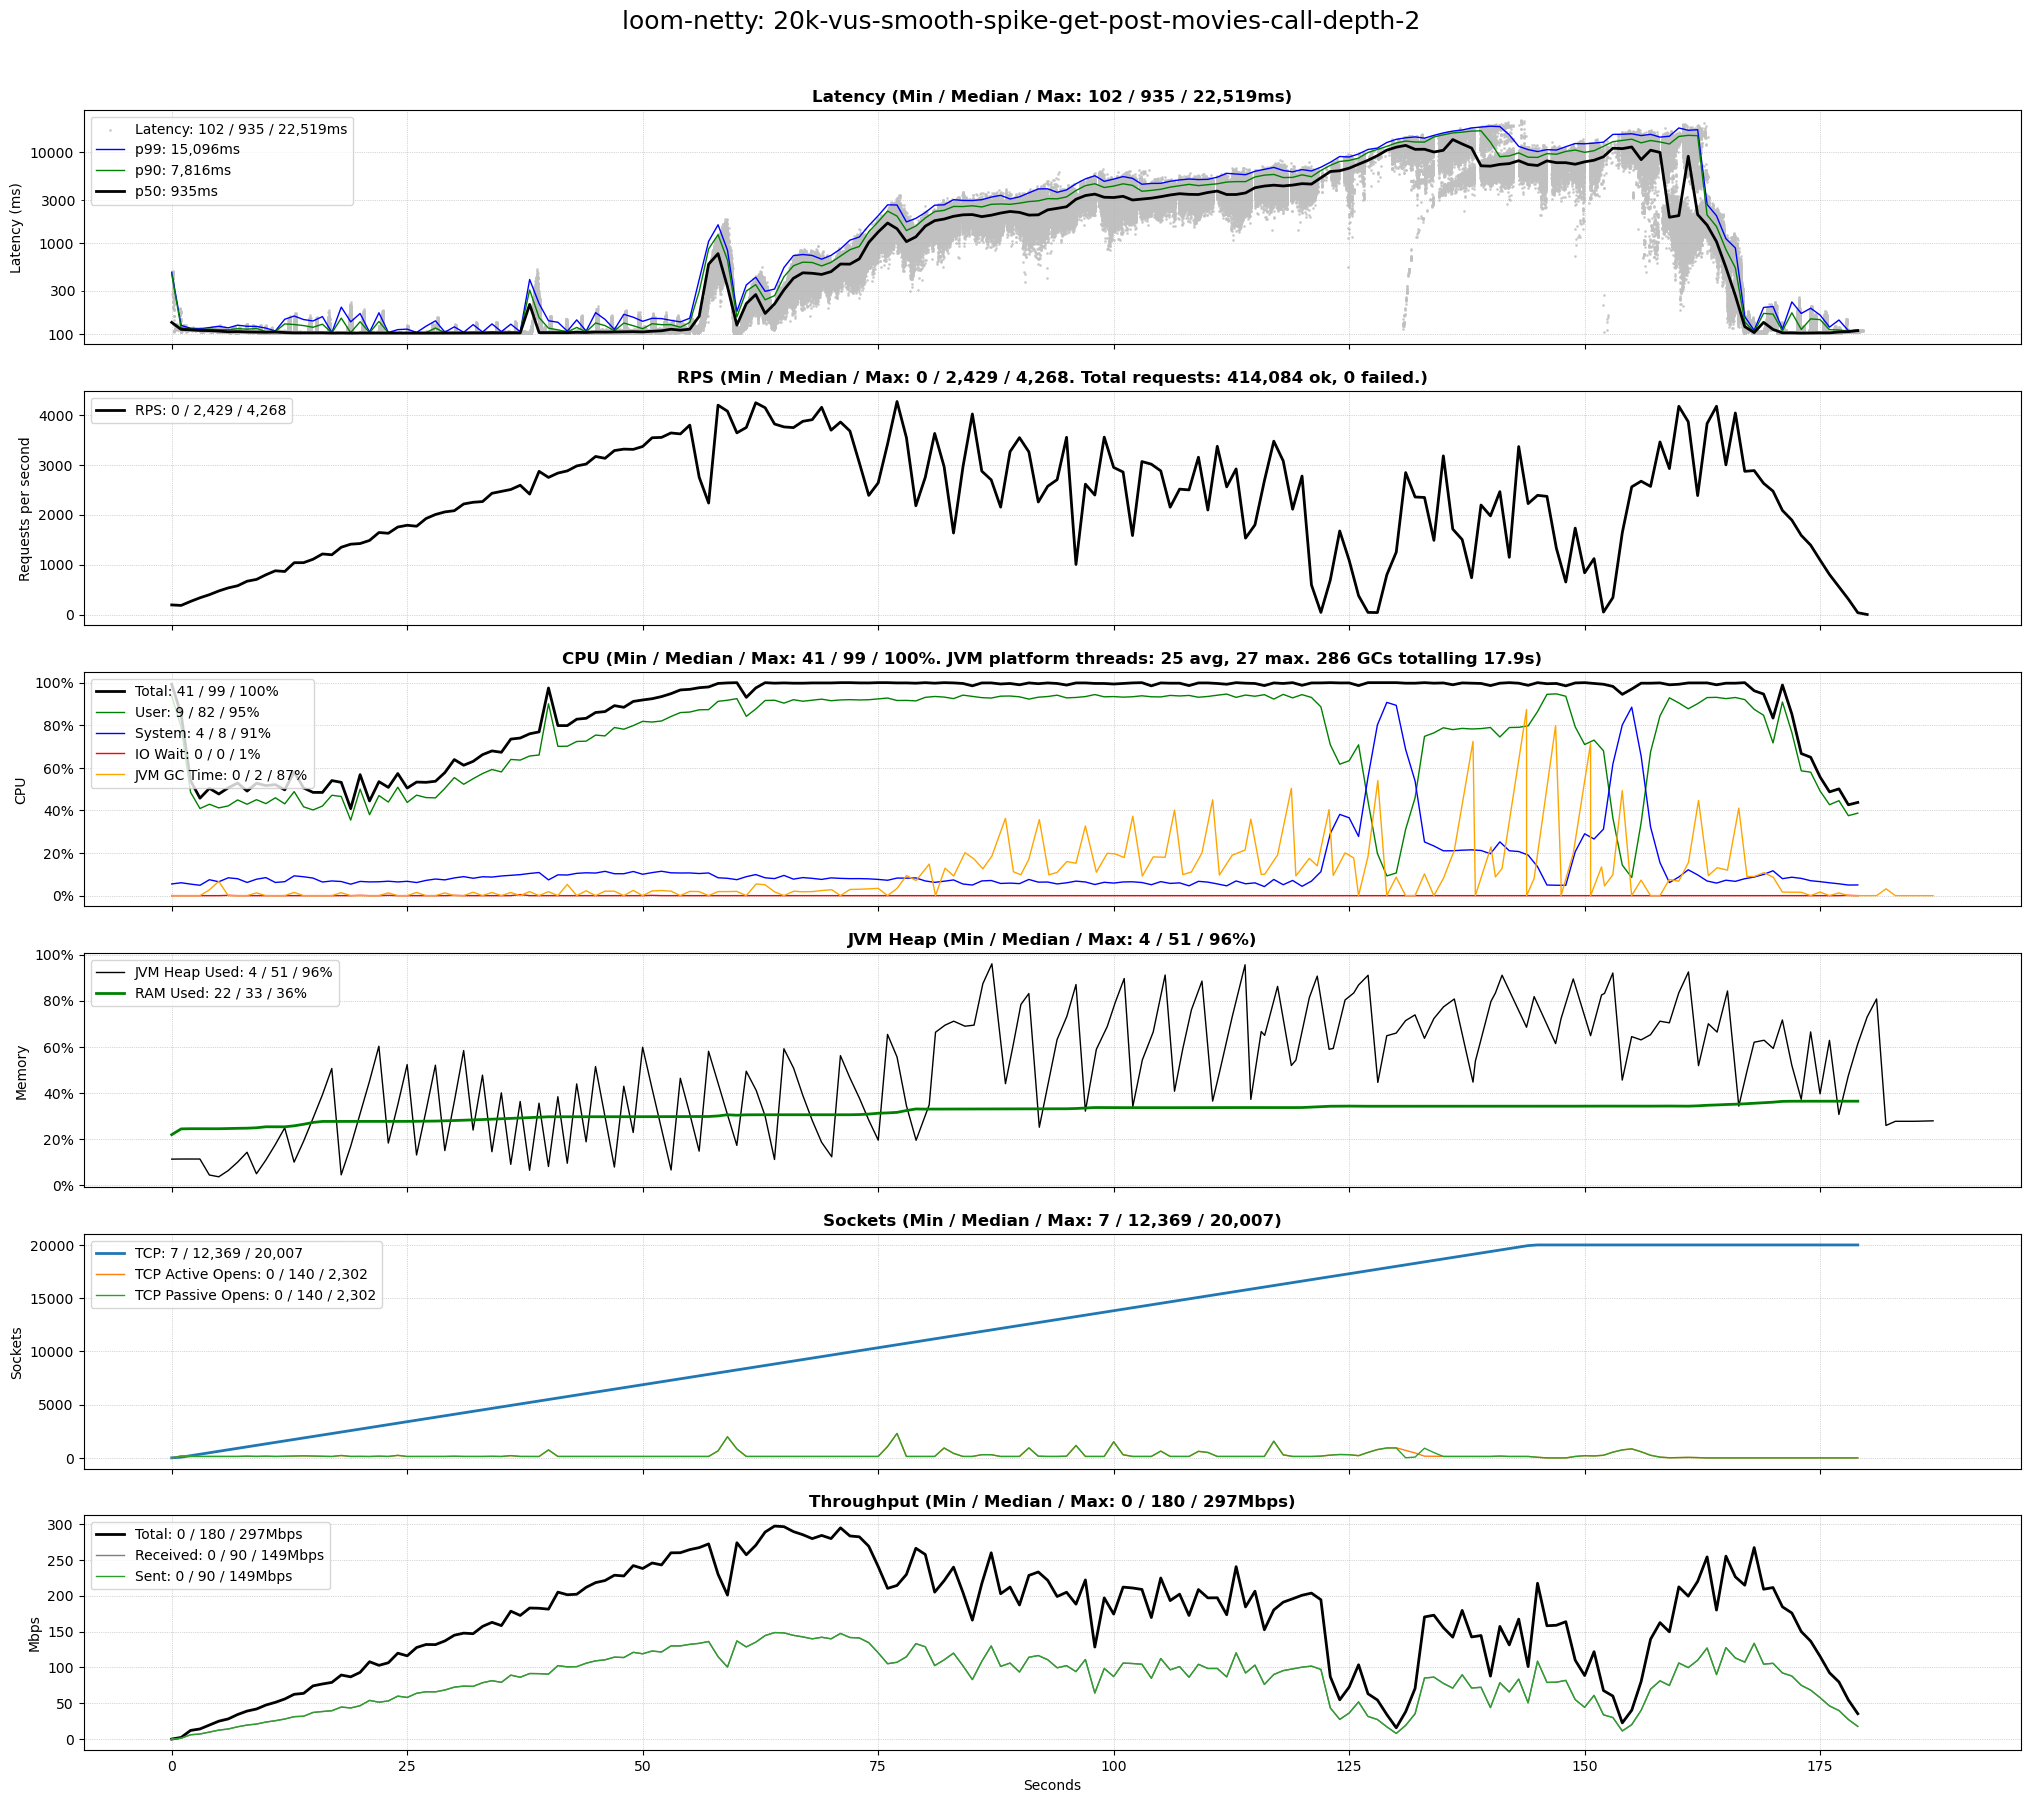 loom-netty: 20k-vus-smooth-spike-get-post-movies-call-depth-2
Latency (Min / Median / Max: 102 / 935 / 22,519ms)
Latency (ms)
10000
3000
1000
300
100
Latency: 102 / 935 / 22,519ms
p99: 15,096ms
p90: 7,816ms
p50: 935ms
RPS (Min / Median / Max: 0 / 2,429 / 4,268. Total requests: 414,084 ok, 0 failed.)
Requests per second
4000
3000
2000
1000
0
RPS: 0 / 2,429 / 4,268
CPU (Min / Median / Max: 41 / 99 / 100%. JVM platform threads: 25 avg, 27 max. 286 GCs totalling 17.9s)
CPU
100%
80%
60%
40%
20%
0%
Total: 41 / 99 / 100%
User: 9 / 82 / 95%
System: 4 / 8 / 91%
IO Wait: 0 / 0 / 1%
JVM GC Time: 0 / 2 / 87%
JVM Heap (Min / Median / Max: 4 / 51 / 96%)
Memory
100%
80%
60%
40%
20%
0%
JVM Heap Used: 4 / 51 / 96%
RAM Used: 22 / 33 / 36%
Sockets (Min / Median / Max: 7 / 12,369 / 20,007)
Sockets
20000
15000
10000
5000
0
TCP: 7 / 12,369 / 20,007
TCP Active Opens: 0 / 140 / 2,302
TCP Passive Opens: 0 / 140 / 2,302
Throughput (Min / Median / Max: 0 / 180 / 297Mbps)
Mbps
300
250
200
150
100
50
0
Total: 0 / 180 / 297Mbps
Received: 0 / 90 / 149Mbps
Sent: 0 / 90 / 149Mbps
0 25 50 75 100 125 150 175
Seconds